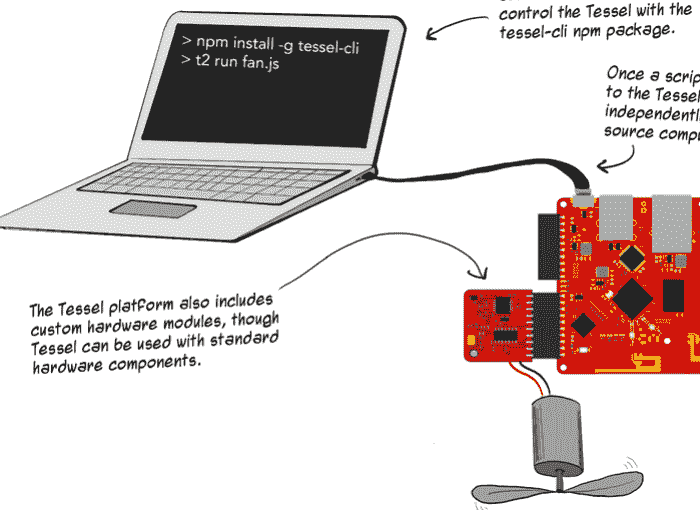 control the Tessel with the
tessel-cli npm package.
> npm install -g tessel-cli
> t2 run fan.js
Once a scrip
to the Tessel
independentl
source compu
The Tessel platform also includes
custom hardware modules, though
Tessel can be used with standard
hardware components.